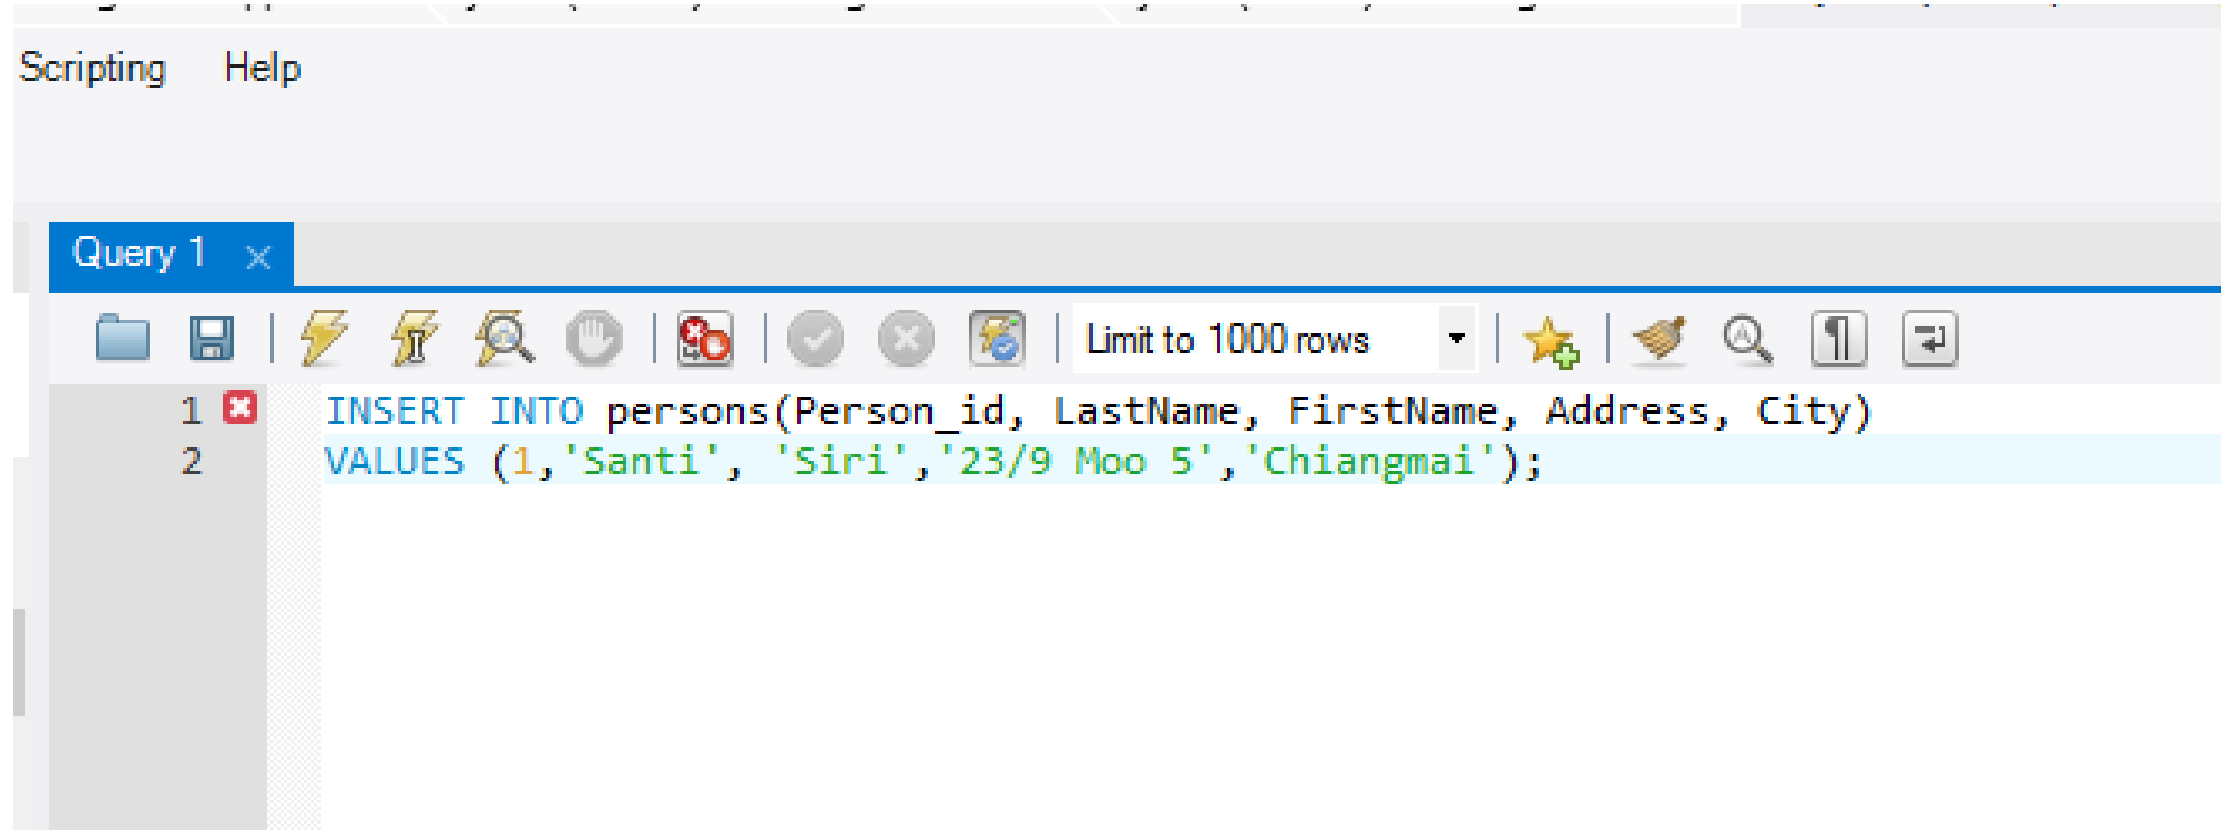 Scripting Help
Query 1
Limit to 1000 rows
1 INSERT INTO persons(Person_id, LastName, FirstName, Address, City)
2 VALUES (1,'Santi', 'Siri','23/9 Moo 5','Chiangmai');